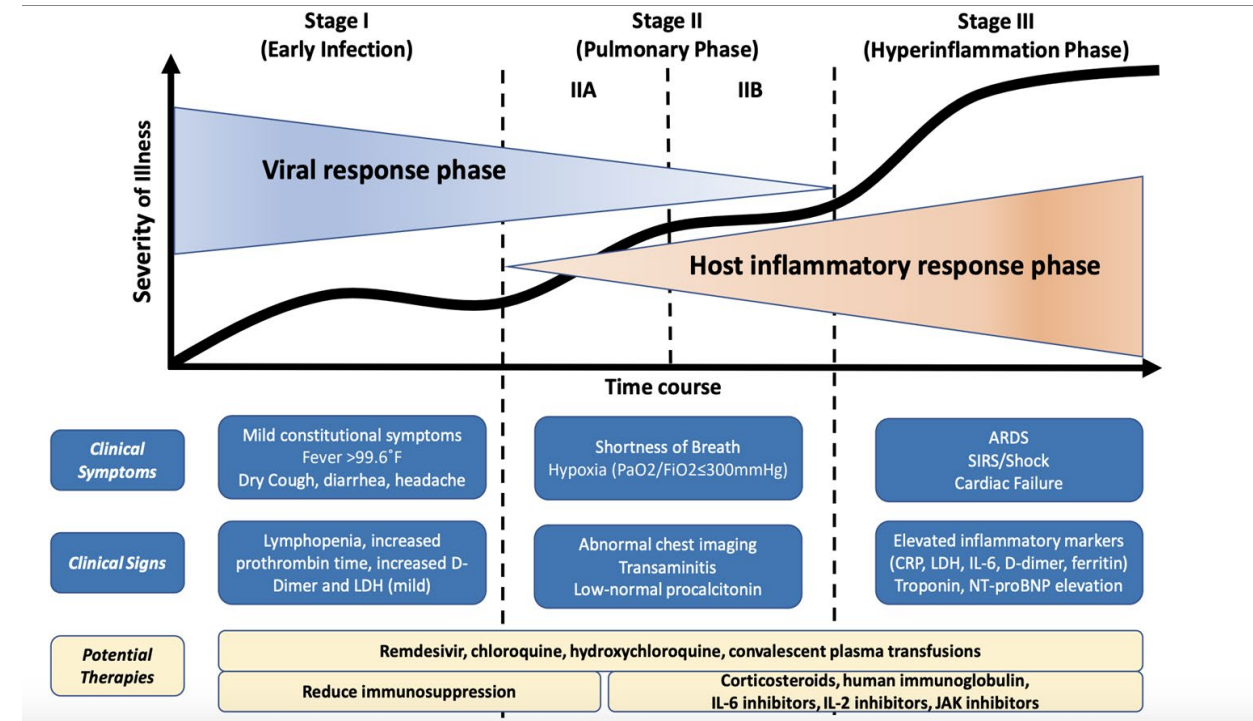 Stage I
(Early Infection)
Stage II
(Pulmonary Phase)
Stage III
(Hyperinflammation Phase)
IIA
IIB
Severity of Illness
Viral response phase
Host inflammatory response phase
Time course
Clinical
Symptoms
Mild constitutional symptoms
Fever >99.6˚F
Dry Cough, diarrhea, headache
Shortness of Breath
Hypoxia (PaO2/FiO2≤300mmHg)
ARDS
SIRS/Shock
Cardiac Failure
Clinical Signs
Lymphopenia, increased
prothrombin time, increased D-
Dimer and LDH (mild)
Abnormal chest imaging
Transaminitis
Low-normal procalcitonin
Elevated inflammatory markers
(CRP, LDH, IL-6, D-dimer, ferritin)
Troponin, NT-proBNP elevation
Potential
Therapies
Remdesivir, chloroquine, hydroxychloroquine, convalescent plasma transfusions
Reduce immunosuppression
Corticosteroids, human immunoglobulin,
IL-6 inhibitors, IL-2 inhibitors, JAK inhibitors